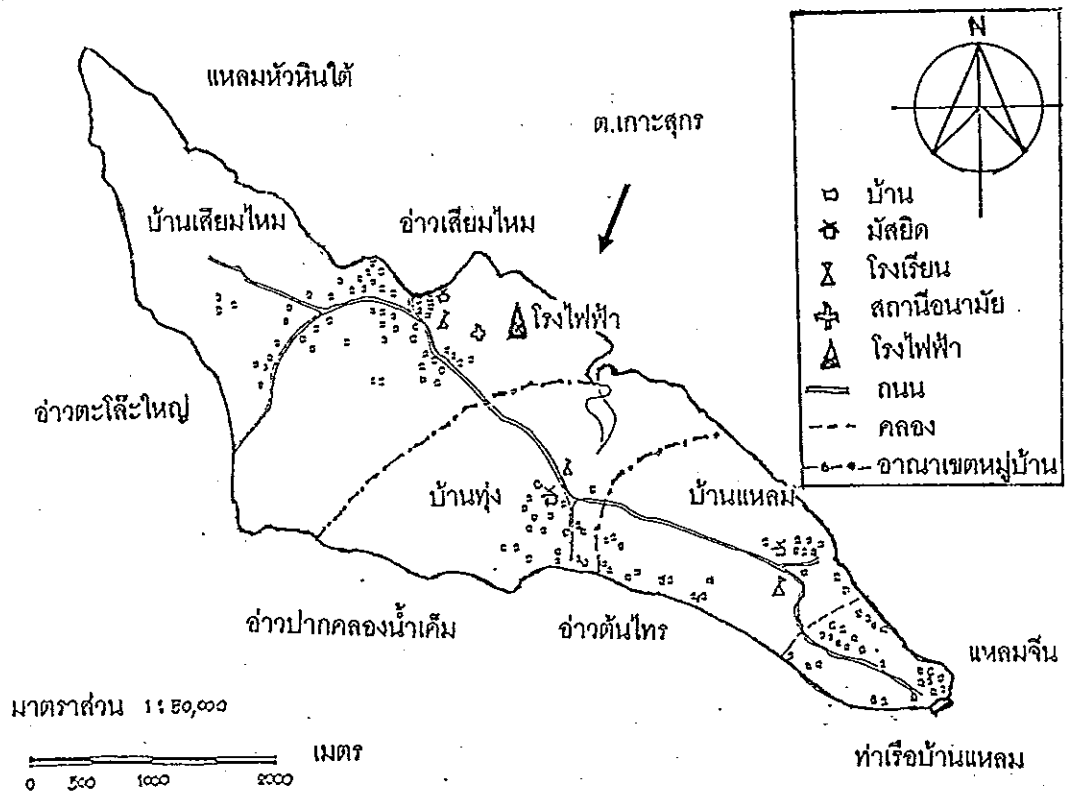 N
แหลมหัวหินใต้
ต.เกาะสุกร
บ้าน
มัสยิด
โรงเรียน
สถานีอนามัย
โรงไฟฟ้า
ถนน
คลอง
อาณาเขตหมู่บ้าน
บ้านเสียมไหม
อ่าวเสียมไหม
โรงไฟฟ้า
อ่าวตะโล๊ะใหญ่
บ้านทุ่ง
บ้านแหลม
อ่าวปากคลองน้ำเค็ม
อ่าวต้นไทร
แหลมจีน
มาตราส่วน 1:50,000
เมตร
0 500 1000 2000
ท่าเรือบ้านแหลม